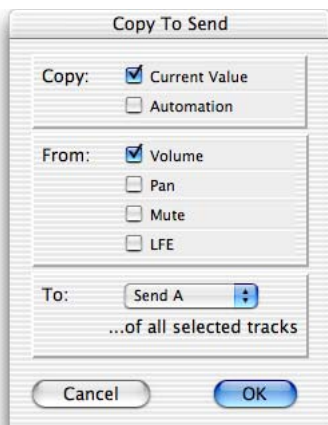 Copy To Send
Copy: Current Value
Automation
From: Volume
Pan
Mute
LFE
To: Send A
...of all selected tracks
Cancel OK